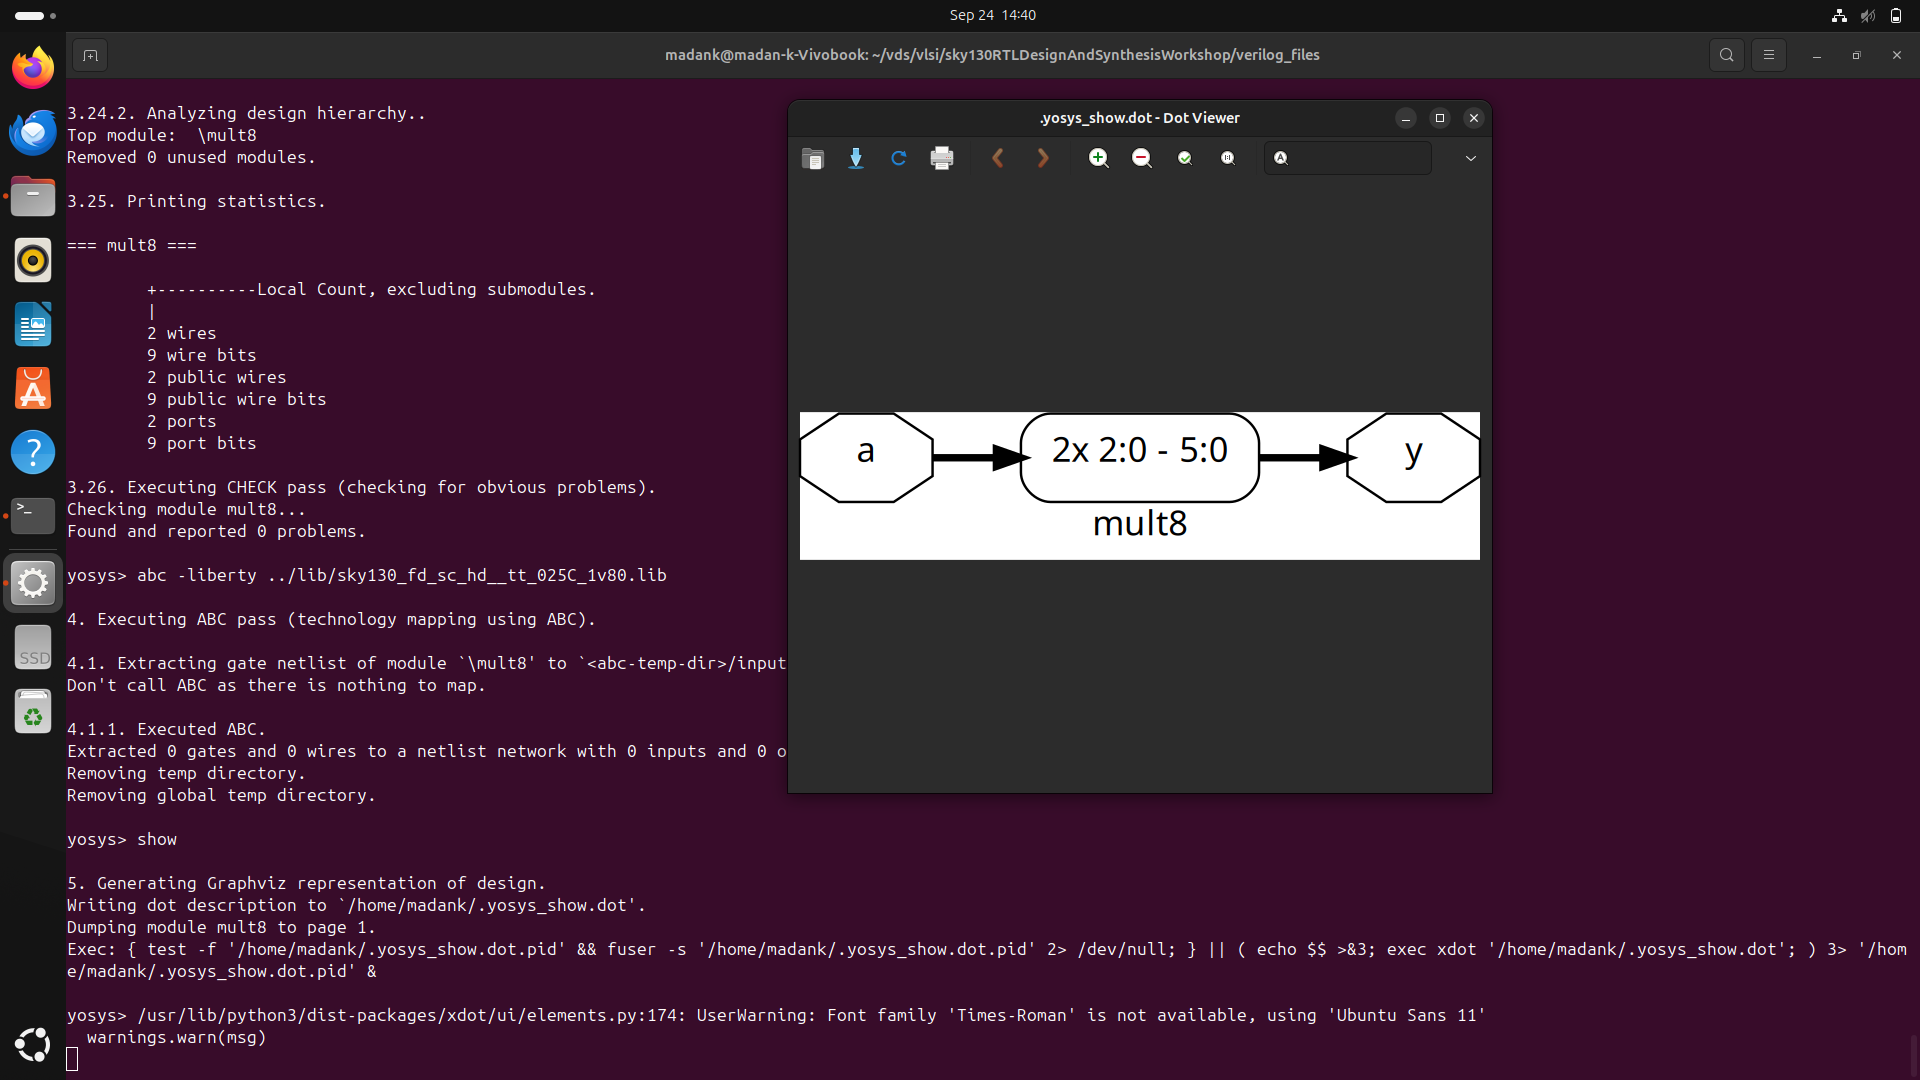 Sep 24 14:40
madank@madan-k-Vivobook: ~/vds/vlsi/sky130RTLDesignAndSynthesisWorkshop/verilog_files
3.24.2. Analyzing design hierarchy..
Top module:  \mult8
Removed 0 unused modules.
3.25. Printing statistics.
=== mult8 ===
+----------Local Count, excluding submodules.
|
2 wires
9 wire bits
2 public wires
9 public wire bits
2 ports
9 port bits
3.26. Executing CHECK pass (checking for obvious problems).
Checking module mult8...
Found and reported 0 problems.
yosys> abc -liberty ../lib/sky130_fd_sc_hd__tt_025C_1v80.lib
4. Executing ABC pass (technology mapping using ABC).
4.1. Extracting gate netlist of module `\mult8' to `<abc-temp-dir>/input
Don't call ABC as there is nothing to map.
4.1.1. Executed ABC.
Extracted 0 gates and 0 wires to a netlist network with 0 inputs and 0 o
Removing temp directory.
Removing global temp directory.
yosys> show
5. Generating Graphviz representation of design.
Writing dot description to `/home/madank/.yosys_show.dot'.
Dumping module mult8 to page 1.
Exec: { test -f '/home/madank/.yosys_show.dot.pid' && fuser -s '/home/madank/.yosys_show.dot.pid' 2> /dev/null; } || ( echo $$ >&3; exec xdot '/home/madank/.yosys_show.dot'; ) 3> '/hom
e/madank/.yosys_show.dot.pid' &
yosys> /usr/lib/python3/dist-packages/xdot/ui/elements.py:174: UserWarning: Font family 'Times-Roman' is not available, using 'Ubuntu Sans 11'
warnings.warn(msg)
.yosys_show.dot - Dot Viewer
a
2x 2:0 - 5:0
y
mult8
SSD